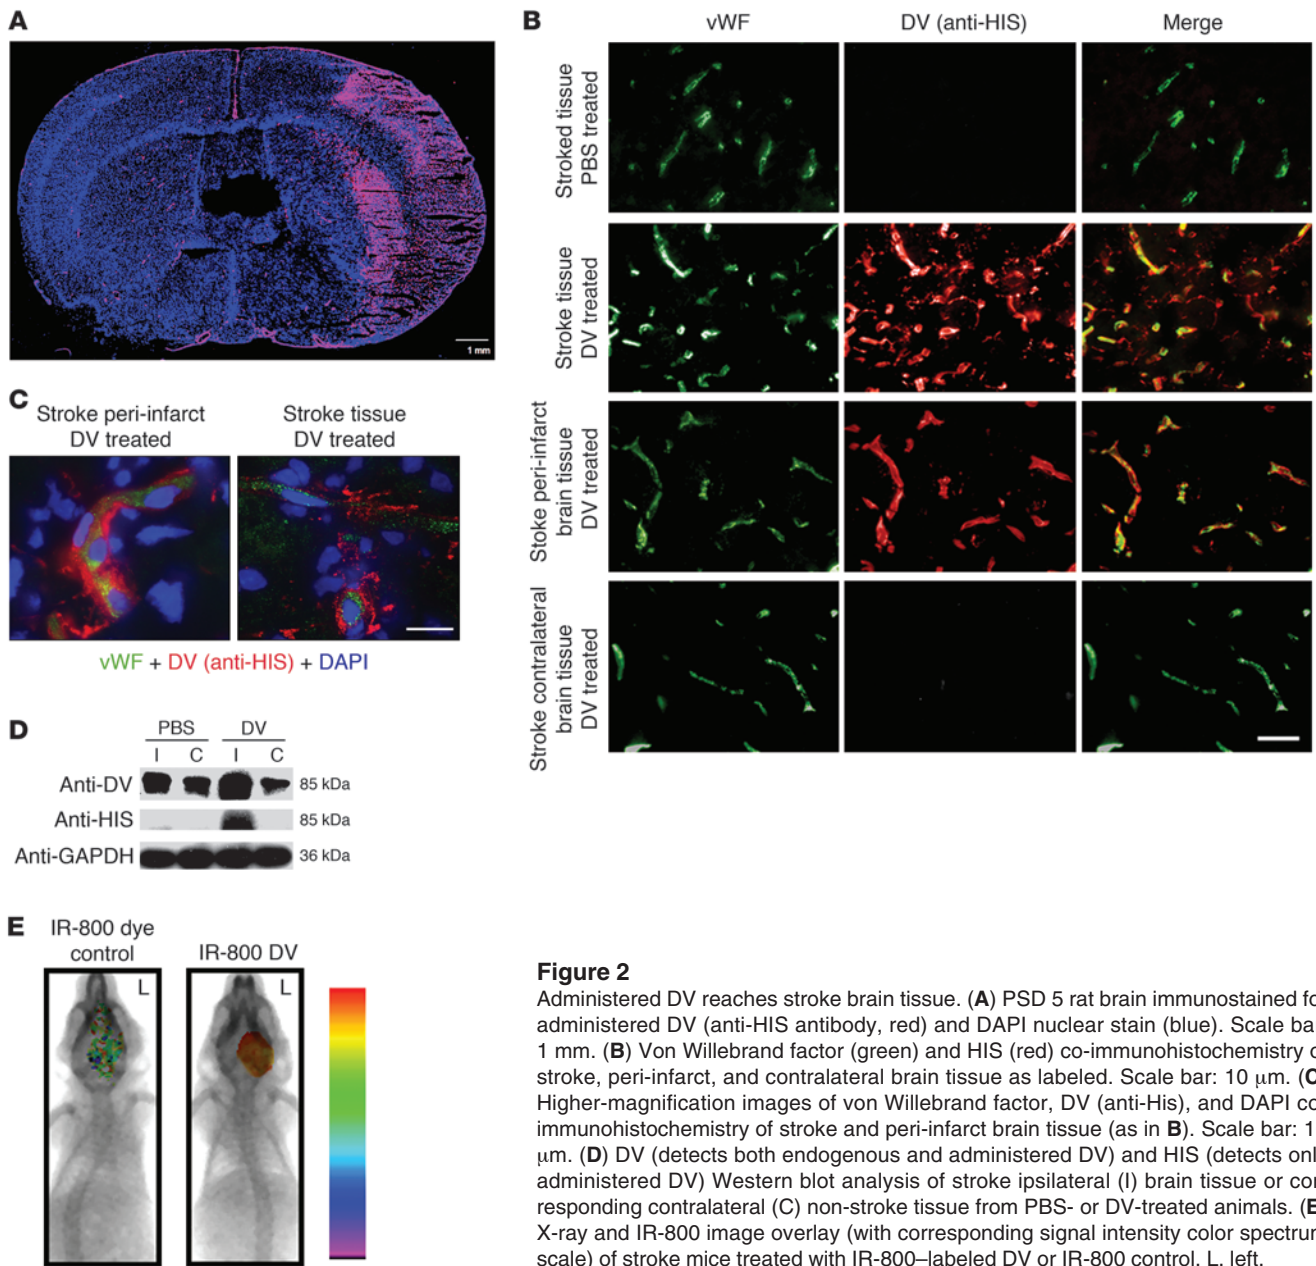 A
1 mm
B
vWF
DV (anti-HIS)
Merge
Stroked tissue
PBS treated
Stroke tissue
DV treated
Stoke peri-infarct
brain tissue
DV treated
Stroke contralateral
brain tissue
DV treated
C
Stroke peri-infarct
DV treated
Stroke tissue
DV treated
vWF + DV (anti-HIS) + DAPI
D
PBS DV
I C I C
Anti-DV 85 kDa
Anti-HIS 85 kDa
Anti-GAPDH 36 kDa
E
IR-800 dye
control
IR-800 DV
L
L
Figure 2
Administered DV reaches stroke brain tissue. (A) PSD 5 rat brain immunostained
administered DV (anti-HIS antibody, red) and DAPI nuclear stain (blue). Scale
1 mm. (B) Von Willebrand factor (green) and HIS (red) co-immunohistochemistry
stroke, peri-infarct, and contralateral brain tissue as labeled. Scale bar: 10 μm. (C
Higher-magnification images of von Willebrand factor, DV (anti-His), and DAPI
immunohistochemistry of stroke and peri-infarct brain tissue (as in B). Scale bar:
μm. (D) DV (detects both endogenous and administered DV) and HIS (detects
administered DV) Western blot analysis of stroke ipsilateral (I) brain tissue or
responding contralateral (C) non-stroke tissue from PBS- or DV-treated animals. (E
X-ray and IR-800 image overlay (with corresponding signal intensity color spectrum
scale) of stroke mice treated with IR-800–labeled DV or IR-800 control. L, left.